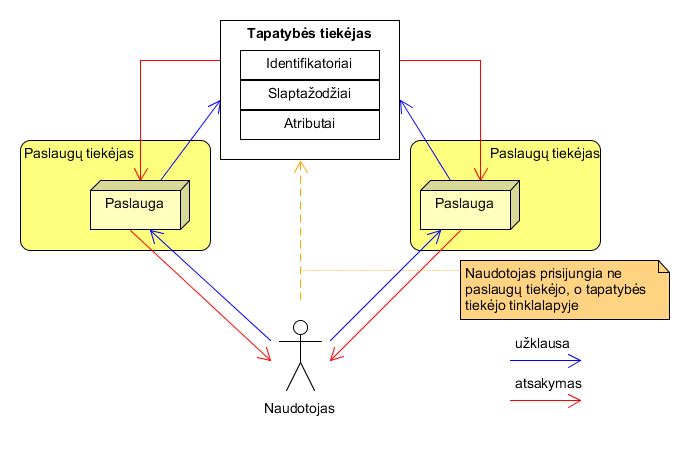 Tapatybės tiekėjas
Identifikatoriai
Slaptažodžiai
Atributai
Paslaugų tiekėjas
Paslauga
Paslaugų tiekėjas
Paslauga
Naudotojas prisijungia ne
paslaugų tiekėjo, o tapatybės
tiekėjo tinklalapyje
užklausa
atsakymas
Naudotojas